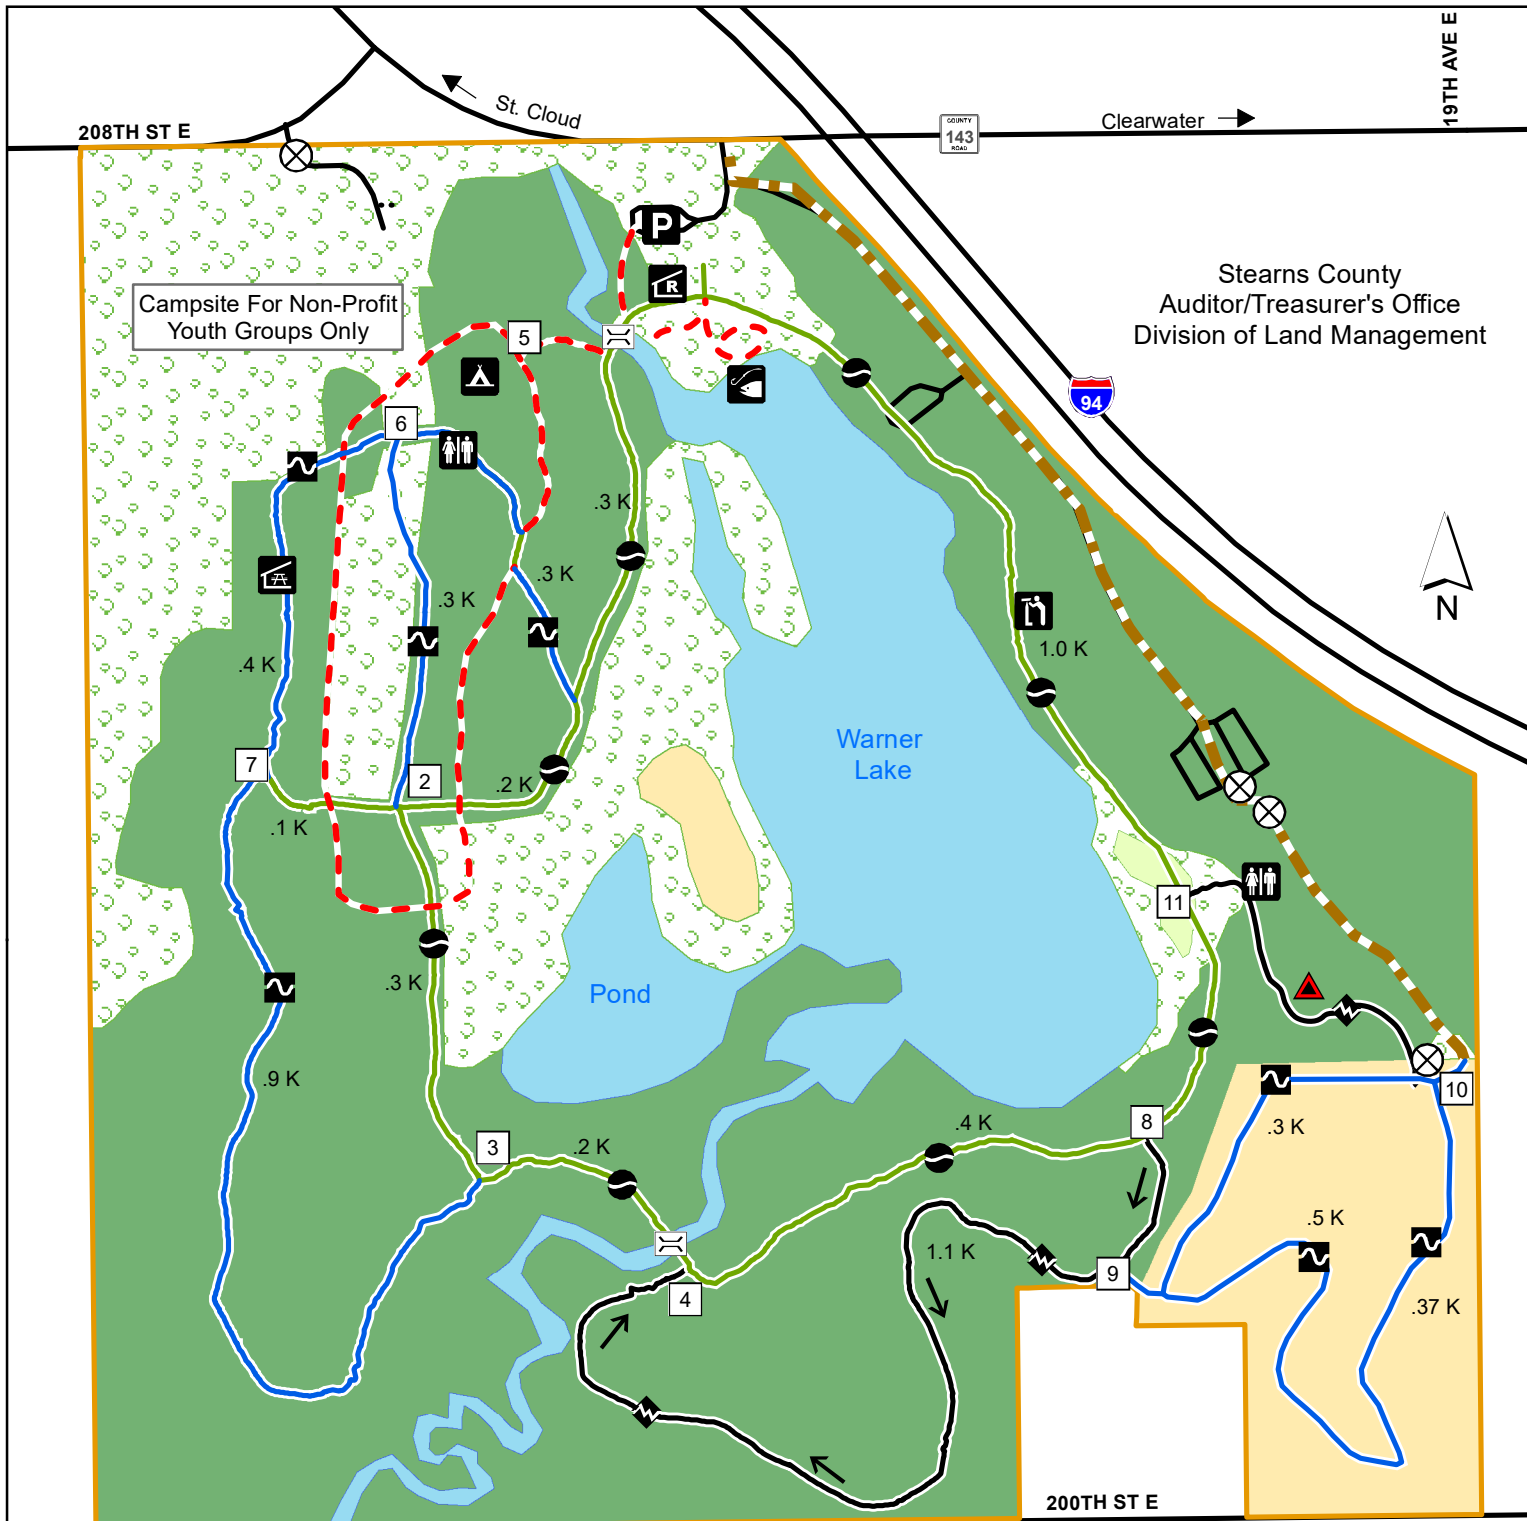 19TH AVE E
St. Cloud
208TH ST E
Clearwater
COUNTY
143
ROAD
P
Stearns County
Auditor/Treasurer's Office
Division of Land Management
R
Campsite For Non-Profit
Youth Groups Only
5
94
6
.3 K
N
.3 K
.3 K
.4 K
1.0 K
Warner
Lake
7
2
.2 K
.1 K
11
.3 K
Pond
.9 K
10
.4 K
8
.3 K
3
.2 K
.5 K
1.1 K
9
4
.37 K
200TH ST E